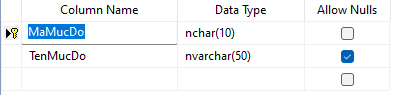 Column Name Data Type Allow Nulls
MaMucDo nchar(10)
TenMucDo nvarchar(50)